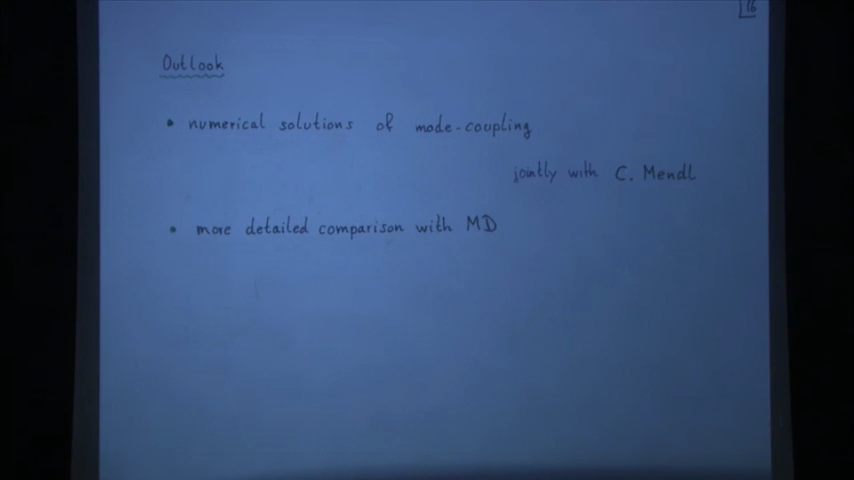 16
Outlook
• numerical solutions of mode-coupling
jointly with C. Mendl
• more detailed comparison with MD